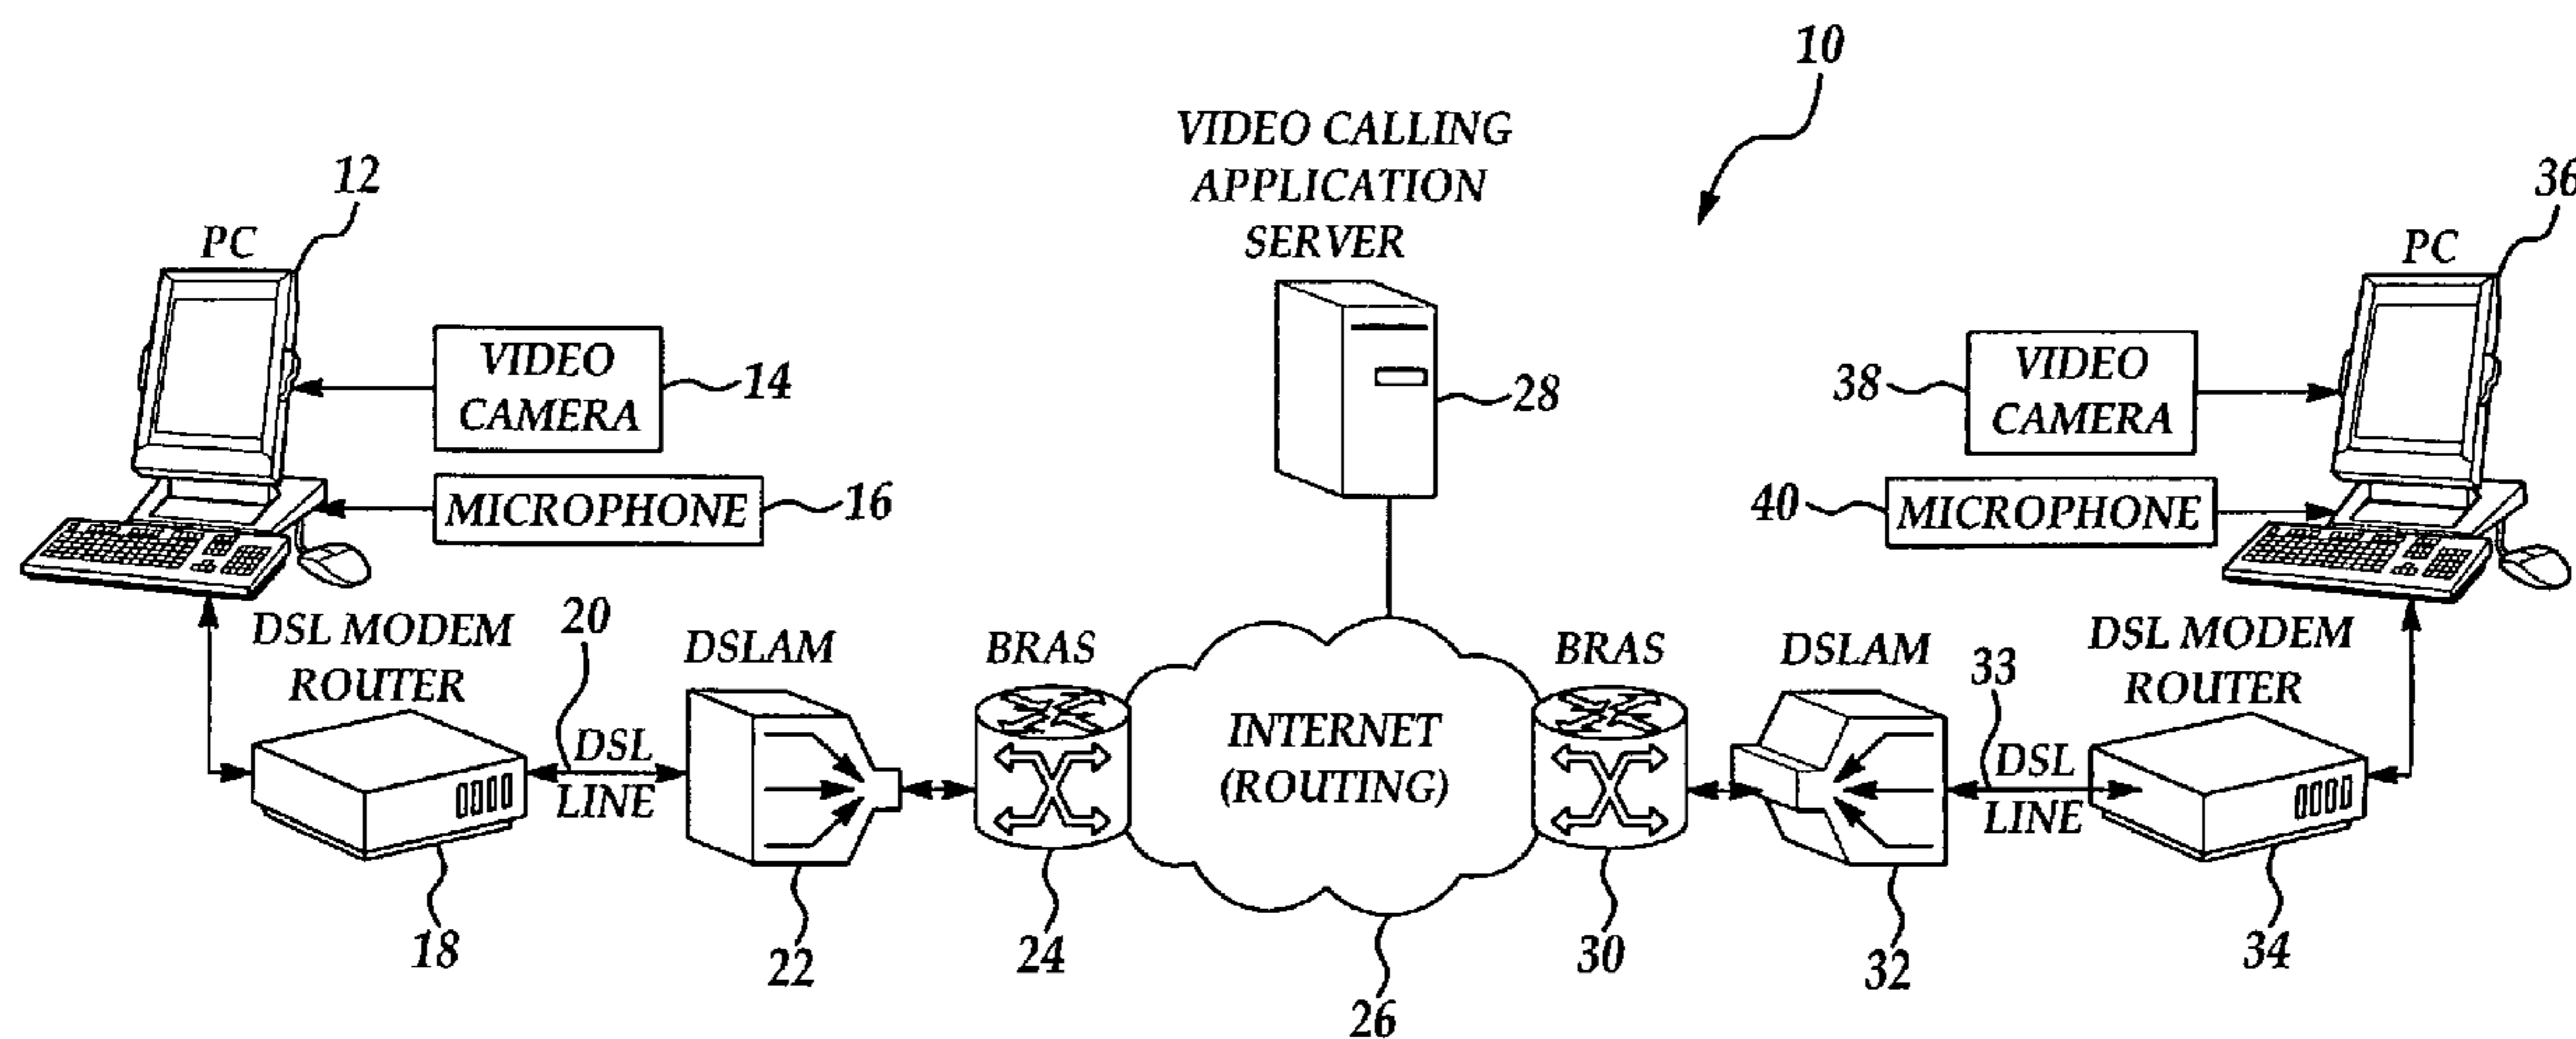 10
VIDEO CALLING
APPLICATION
SERVER
12
PC
VIDEO
CAMERA
14
MICROPHONE
16
28
36
PC
38
VIDEO
CAMERA
40
MICROPHONE
DSL MODEM
ROUTER
20
DSL
LINE
DSLAM
BRAS
INTERNET
(ROUTING)
BRAS
DSLAM
33
DSL
LINE
DSL MODEM
ROUTER
18
22
24
26
30
32
34